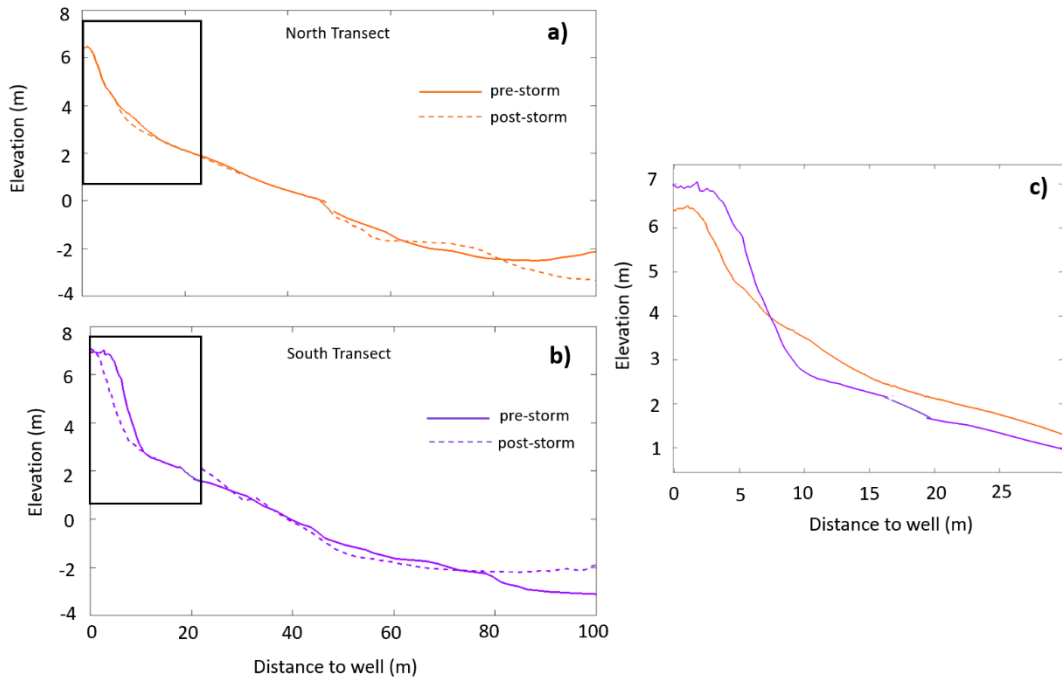 8
6
4
2
0
-2
-4
Elevation (m)
North Transect
a)
pre-storm
post-storm
8
6
4
2
0
-2
-4
Elevation (m)
South Transect
b)
pre-storm
post-storm
0 20 40 60 80 100
Distance to well (m)
7
6
5
4
3
2
1
Elevation (m)
c)
0 5 10 15 20 25
Distance to well (m)